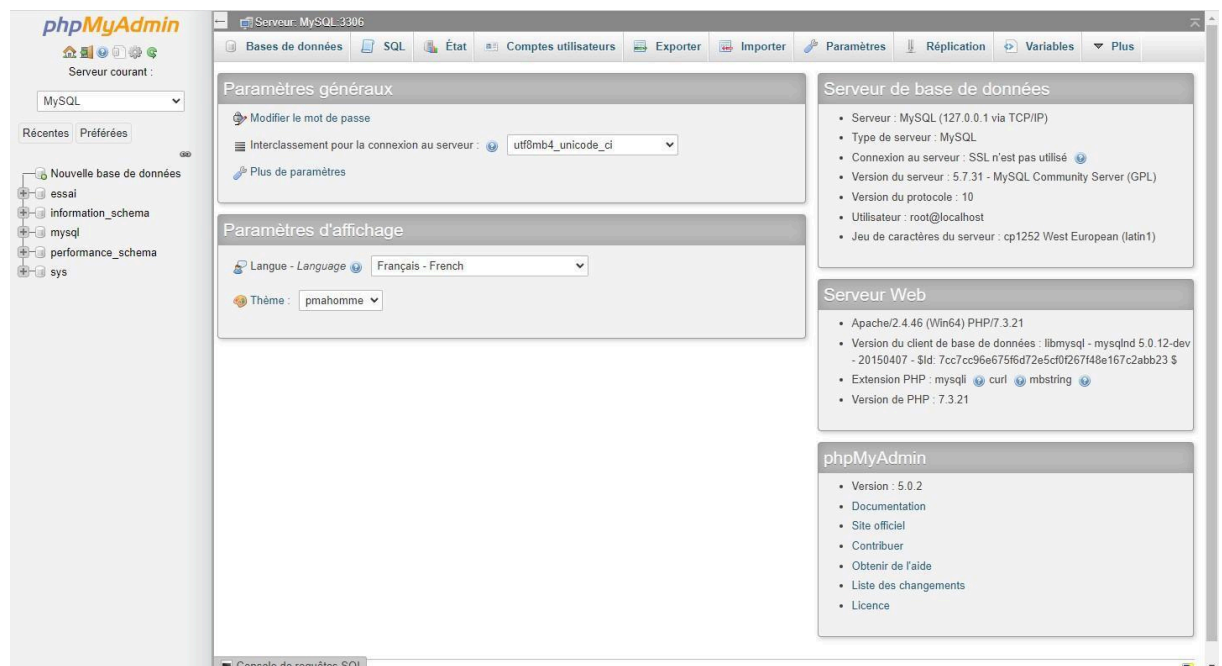 phpMyAdmin
Serveur courant :
MySQL
Récentes Préférées
Nouvelle base de données
essai
information_schema
mysql
performance_schema
sys
Serveur: MySQL:3306
Bases de données SQL État Comptes utilisateurs Exporter Importer Paramètres Réplication Variables Plus
Paramètres généraux
Modifier le mot de passe
Interclassement pour la connexion au serveur : utf8mb4_unicode_ci
Plus de paramètres
Paramètres d'affichage
Langue - Language Français - French
Thème : pmahomme
Serveur de base de données
Serveur : MySQL (127.0.0.1 via TCP/IP)
Type de serveur : MySQL
Connexion au serveur : SSL n'est pas utilisé
Version du serveur : 5.7.31 - MySQL Community Server (GPL)
Version du protocole : 10
Utilisateur : root@localhost
Jeu de caractères du serveur : cp1252 West European (latin1)
Serveur Web
Apache/2.4.46 (Win64) PHP/7.3.21
Version du client de base de données : libmysql - mysqlnd 5.0.12-dev
- 20150407 - $Id: 7cc7cc96e675f6d72e5cf0f267f48e167c2abb23 $
Extension PHP : mysqli curl mbstring
Version de PHP : 7.3.21
phpMyAdmin
Version : 5.0.2
Documentation
Site officiel
Contribuer
Obtenir de l'aide
Liste des changements
Licence
Console de requêtes SQL